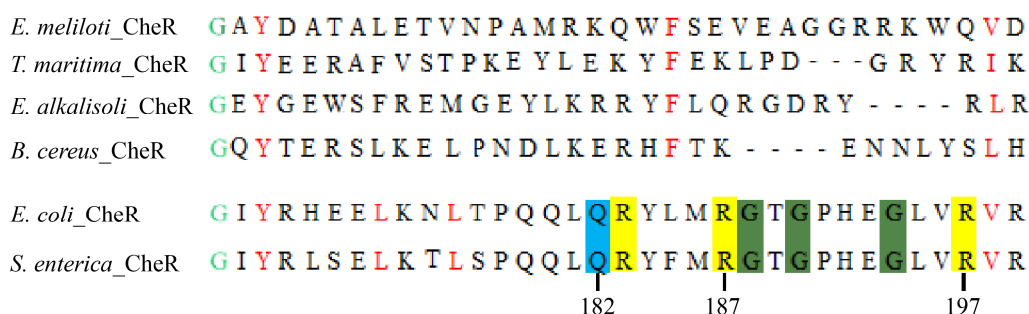 E. meliloti_CheR G A Y D A T A L E T V N P A M R K Q W F S E V E A G G R R K W Q V D
T. maritima_CheR G I Y E E R A F V S T P K E Y L E K Y F E K L P D - - - G R Y R I K
E. alkalisoli_CheR G E Y G E W S F R E M G E Y L K R R Y F L Q R G D R Y - - - - R L R
B. cereus_CheR G Q Y T E R S L K E L P N D L K E R H F T K - - - - E N N L Y S L H
E. coli_CheR G I Y R H E E L K N L T P Q Q L Q R Y L M R G T G P H E G L V R V R
S. enterica_CheR G I Y R L S E L K T L S P Q Q L Q R Y F M R G T G P H E G L V R V R
182 187 197